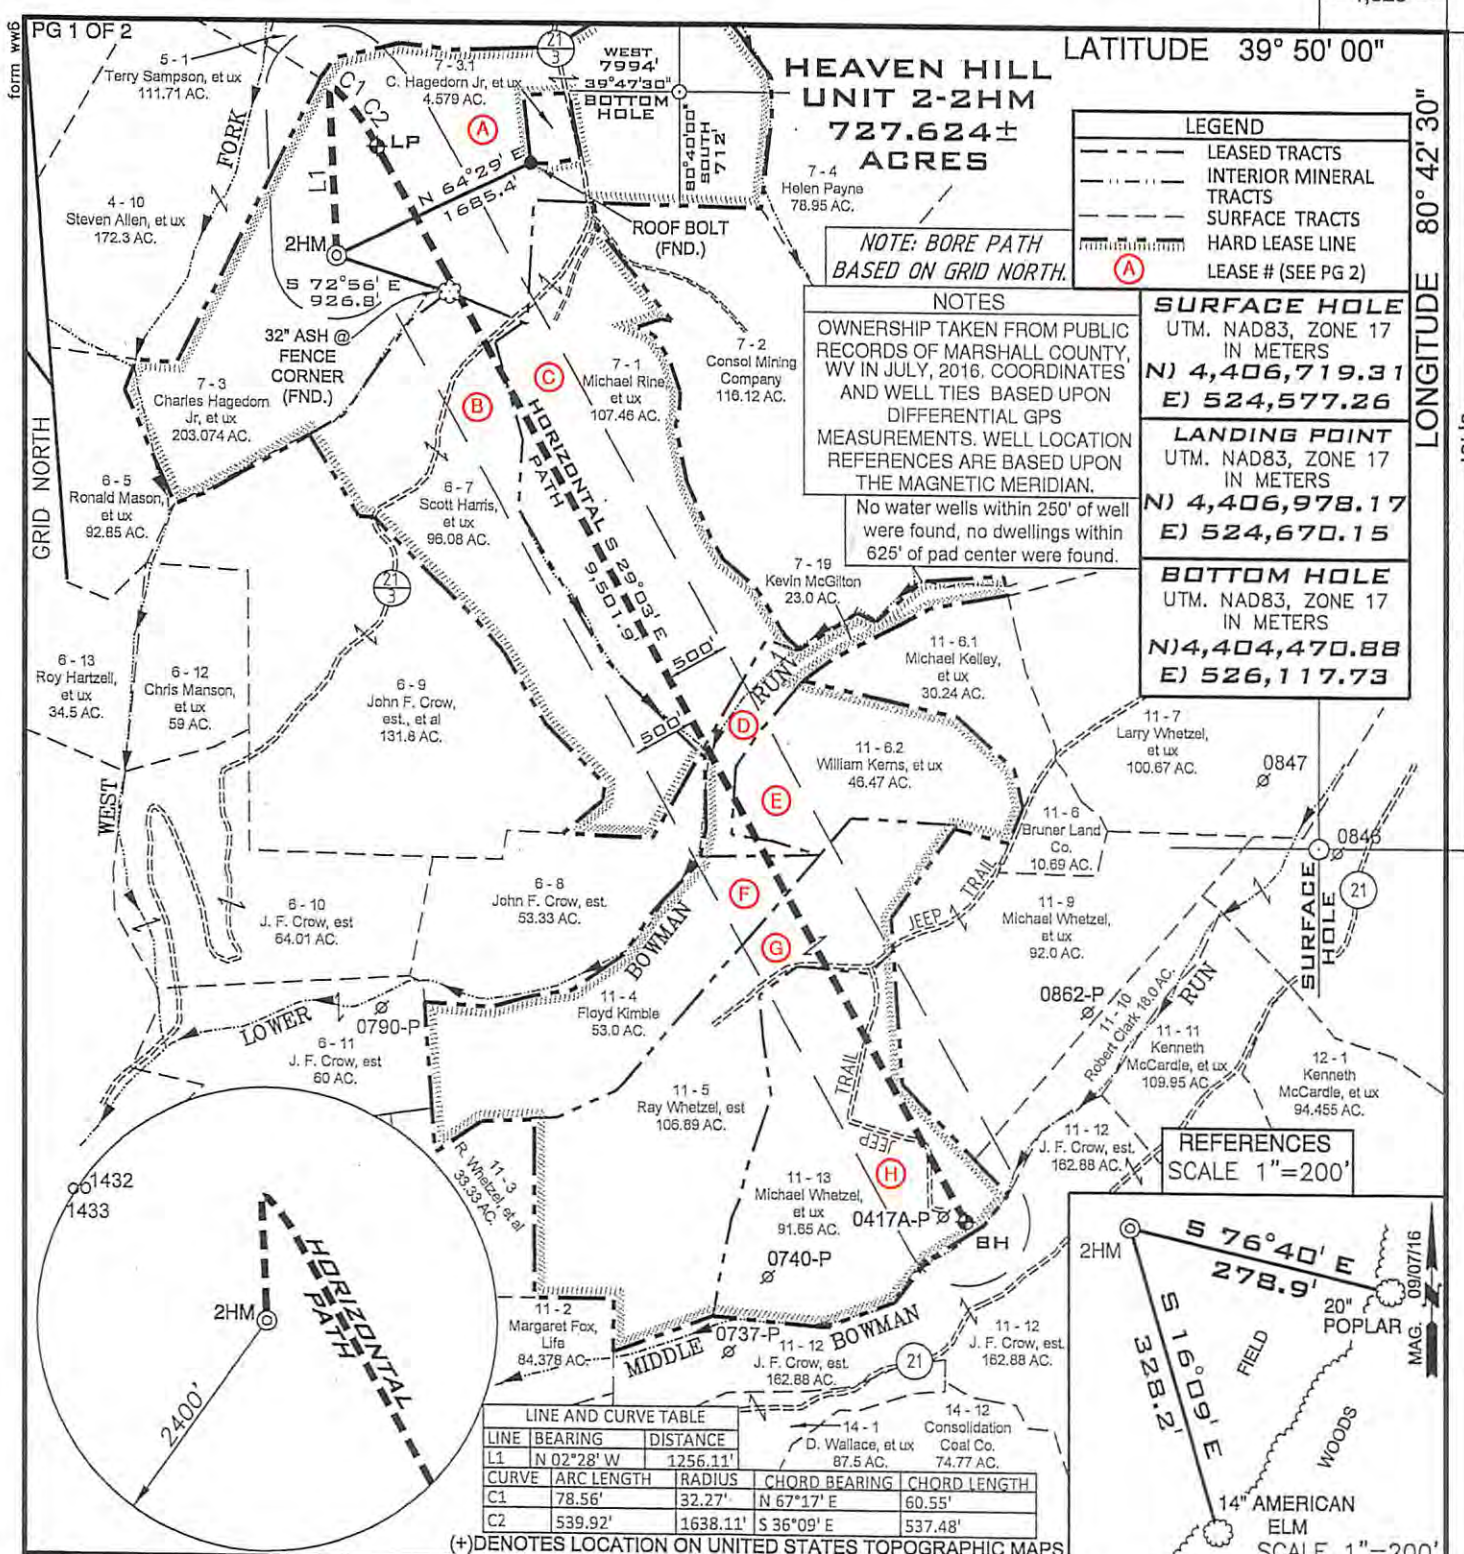 form ww6
PG 1 OF 2
5 - 1
Terry Sampson, et ux
111.71 AC.
7 - 3.1
C. Hagedorn Jr, et ux
4.579 AC.
21
3
WEST
7994'
39°47'30"
BOTTOM
HOLE
80°40'00"
SOUTH
712'
HEAVEN HILL
UNIT 2-2HM
727.624±
ACRES
LATITUDE 39° 50' 00"
LONGITUDE 80° 42' 30"
LEGEND
LEASED TRACTS
INTERIOR MINERAL
TRACTS
SURFACE TRACTS
HARD LEASE LINE
A
LEASE # (SEE PG 2)
C1
C2
LP
L1
A
FORK
N 64°29' E
1685.4'
4 - 10
Steven Allen, et ux
172.3 AC.
2HM
ROOF BOLT
(FND.)
7 - 4
Helen Payne
78.95 AC.
NOTE: BORE PATH
BASED ON GRID NORTH.
S 72°56' E
926.8'
32" ASH @
FENCE
CORNER
(FND.)
NOTES
OWNERSHIP TAKEN FROM PUBLIC
RECORDS OF MARSHALL COUNTY,
WV IN JULY, 2016. COORDINATES
AND WELL TIES BASED UPON
DIFFERENTIAL GPS
MEASUREMENTS. WELL LOCATION
REFERENCES ARE BASED UPON
THE MAGNETIC MERIDIAN.
No water wells within 250' of well
were found, no dwellings within
625' of pad center were found.
SURFACE HOLE
UTM. NAD83, ZONE 17
IN METERS
N) 4,406,719.31
E) 524,577.26
LANDING POINT
UTM. NAD83, ZONE 17
IN METERS
N) 4,406,978.17
E) 524,670.15
BOTTOM HOLE
UTM. NAD83, ZONE 17
IN METERS
N)4,404,470.88
E) 526,117.73
7 - 3
Charles Hagedorn
Jr, et ux
203.074 AC.
7 - 1
Michael Rine
et ux
107.46 AC.
7 - 2
Consol Mining
Company
116.12 AC.
B
C
GRID NORTH
6 - 5
Ronald Mason,
et ux
92.85 AC.
6 - 7
Scott Harris,
et ux
96.08 AC.
HORIZONTAL S 29°03' E
PATH 9,501.9'
21
3
7 - 19
Kevin McGilton
23.0 AC.
6 - 13
Roy Hartzell,
et ux
34.5 AC.
6 - 12
Chris Manson,
et ux
59 AC.
6 - 9
John F. Crow,
est., et al
131.8 AC.
500'
500'
RUN
11 - 6.1
Michael Kelley,
et ux
30.24 AC.
D
11 - 6.2
William Kerns, et ux
46.47 AC.
11 - 7
Larry Whetzel,
et ux
100.67 AC.
0847
WEST
E
11 - 6
Bruner Land
Co.
10.69 AC.
0846
SURFACE
HOLE
21
6 - 10
J. F. Crow, est
64.01 AC.
6 - 8
John F. Crow, est.
53.33 AC.
F
G
BOWMAN
JEEP
TRAIL
11 - 9
Michael Whetzel,
et ux
92.0 AC.
LOWER
0790-P
6 - 11
J. F. Crow, est
60 AC.
11 - 4
Floyd Kimble
53.0 AC.
0862-P
11 - 10
Robert Clark 18.0 AC.
RUN
11 - 11
Kenneth
McCardle, et ux
109.95 AC.
12 - 1
Kenneth
McCardle, et ux
94.455 AC.
11 - 5
Ray Whetzel, est
106.89 AC.
TRAIL
JEEP
H
11 - 12
J. F. Crow, est.
162.88 AC.
11 - 3
R. Whetzel, et al
33.33 AC.
11 - 13
Michael Whetzel,
et ux
91.65 AC.
0417A-P
BH
0740-P
1432
1433
2HM
HORIZONTAL
PATH
2400'
11 - 2
Margaret Fox,
Life
84.378 AC.
MIDDLE
0737-P
BOWMAN
11 - 12
J. F. Crow, est.
162.88 AC.
21
11 - 12
J. F. Crow, est.
162.88 AC.
14 - 1
D. Wallace, et ux
87.5 AC.
14 - 12
Consolidation
Coal Co.
74.77 AC.
REFERENCES
SCALE 1"=200'
2HM
S 76°40' E
278.9'
20"
POPLAR
S 16°09' E
328.2'
FIELD
WOODS
MAG. 09/07/16
14" AMERICAN
ELM
SCALE 1"=200'
LINE AND CURVE TABLE
LINE BEARING DISTANCE
L1 N 02°28' W 1256.11'
CURVE ARC LENGTH RADIUS CHORD BEARING CHORD LENGTH
C1 78.56' 32.27' N 67°17' E 60.55'
C2 539.92' 1638.11' S 36°09' E 537.48'
(+)DENOTES LOCATION ON UNITED STATES TOPOGRAPHIC MAPS